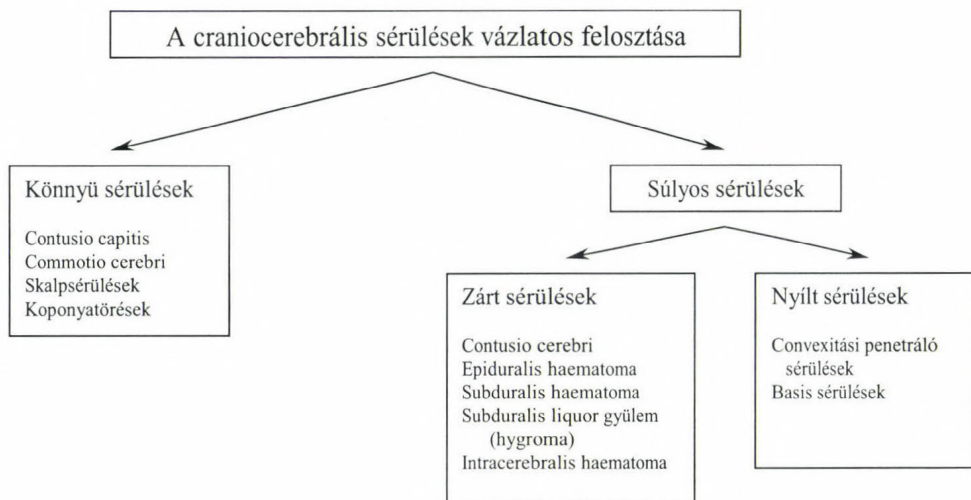 A craniocerebrális sérülések vázlatos felosztása
Könnyü sérülések
Contusio capitis
Commotio cerebri
Skalpsérülések
Koponyatörések
Súlyos sérülések
Zárt sérülések
Contusio cerebri
Epiduralis haematoma
Subduralis haematoma
Subduralis liquor gyülem
(hygroma)
Intracerebralis haematoma
Nyílt sérülések
Convexitási penetráló
sérülések
Basis sérülések